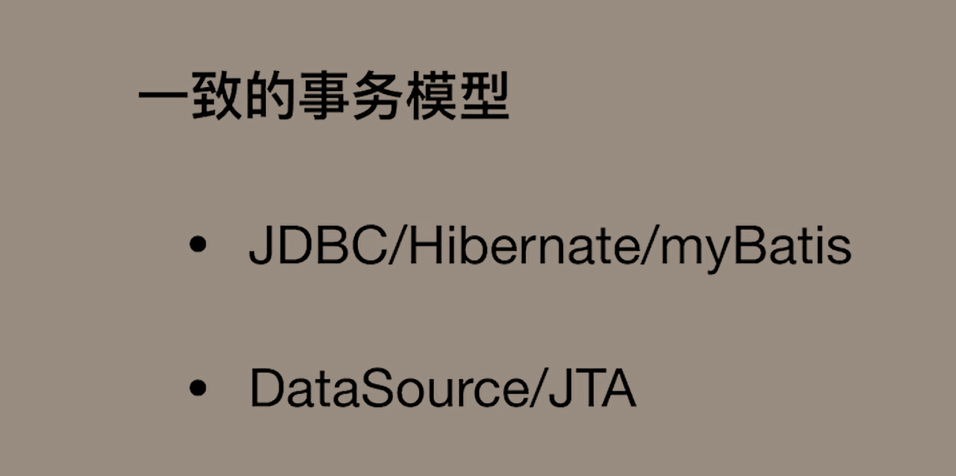 一致的事务模型
• JDBC/Hibernate/myBatis
• DataSource/JTA